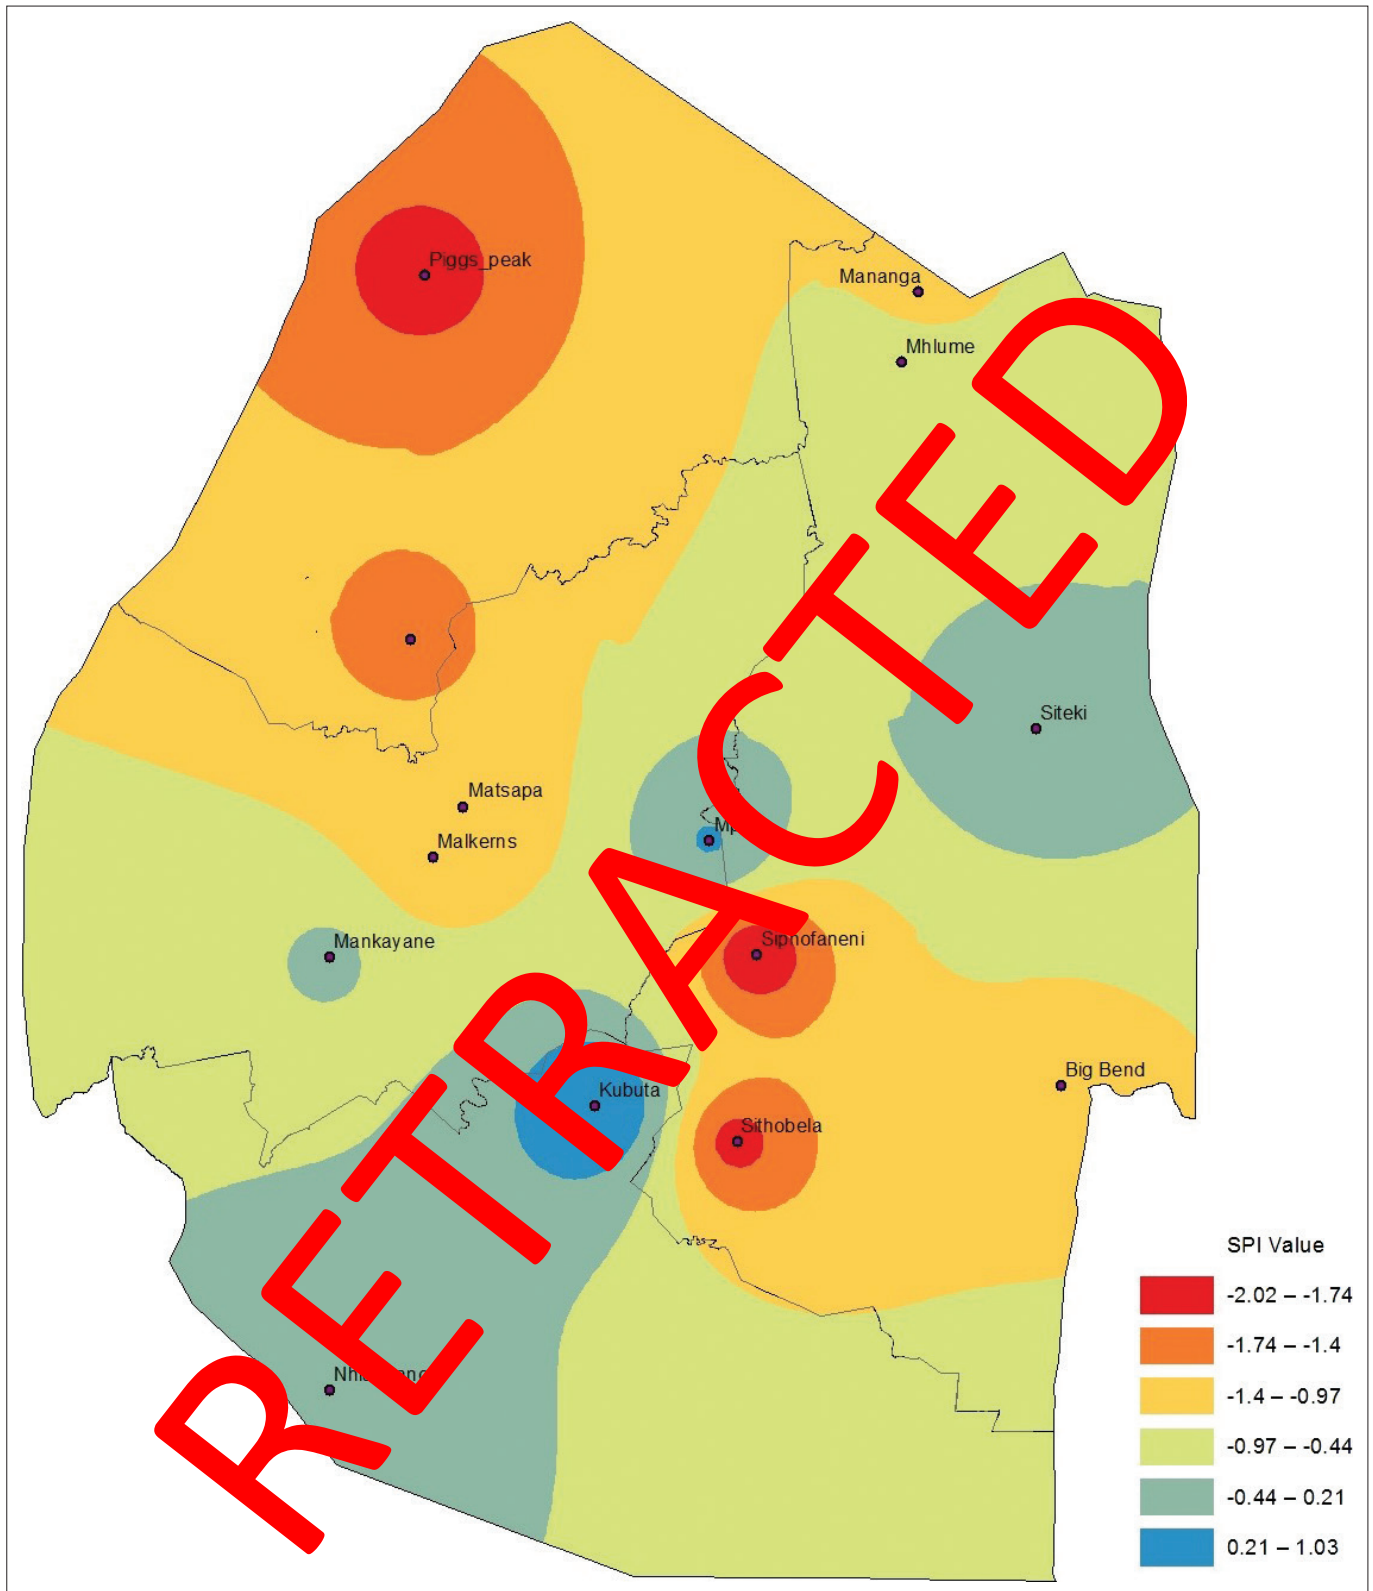 Piggs_peak
Mananga
Mhlume
Siteki
Matsapa
Malkerns
Mankayane
Siphofaneni
Kubuta
Big Bend
Sithobela
RETRACTED
SPI Value
-2.02 – -1.74
-1.74 – -1.4
-1.4 – -0.97
-0.97 – -0.44
-0.44 – 0.21
0.21 – 1.03